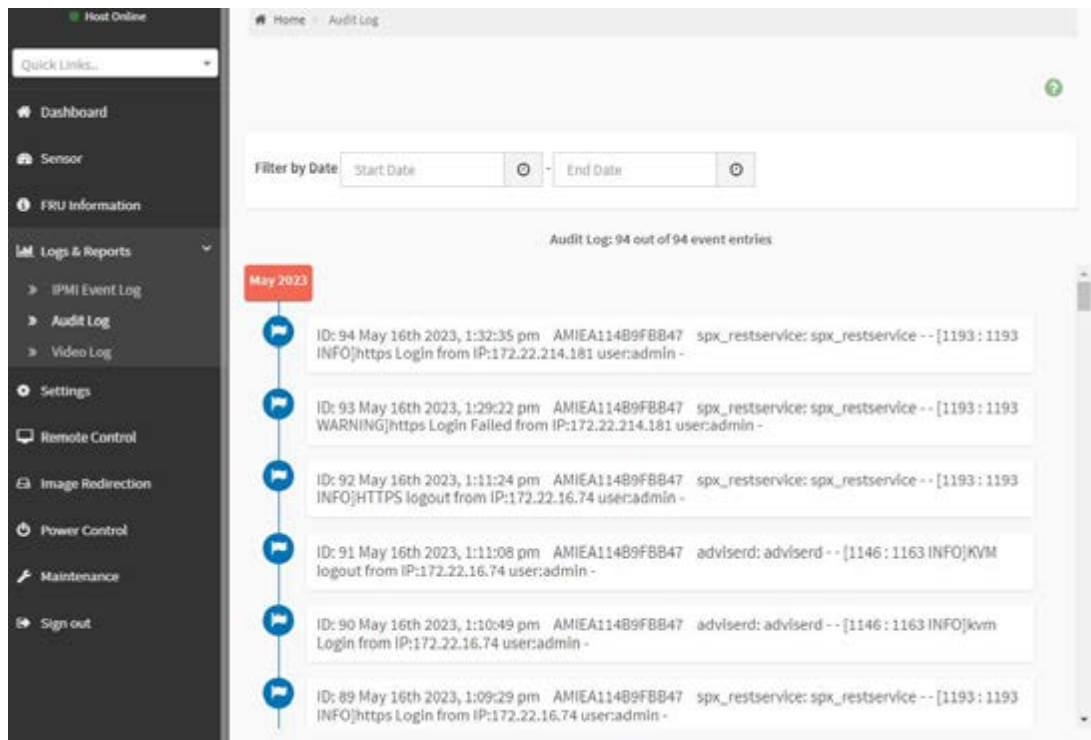 Host Online
Quick Links...
Dashboard
Sensor
FRU Information
Logs & Reports
IPMI Event Log
Audit Log
Video Log
Settings
Remote Control
Image Redirection
Power Control
Maintenance
Sign out
Home Audit Log
Filter by Date Start Date - End Date
Audit Log: 94 out of 94 event entries
May 2023
ID: 94 May 16th 2023, 1:32:35 pm AMIEA114B9FBB47 spx_restservice: spx_restservice - - [1193 : 1193
INFO]https Login from IP:172.22.214.181 user:admin -
ID: 93 May 16th 2023, 1:29:22 pm AMIEA114B9FBB47 spx_restservice: spx_restservice - - [1193 : 1193
WARNING]https Login Failed from IP:172.22.214.181 user:admin -
ID: 92 May 16th 2023, 1:11:24 pm AMIEA114B9FBB47 spx_restservice: spx_restservice - - [1193 : 1193
INFO]HTTPS logout from IP:172.22.16.74 user:admin -
ID: 91 May 16th 2023, 1:11:08 pm AMIEA114B9FBB47 adviserd: adviserd - - [1146 : 1163 INFO]KVM
logout from IP:172.22.16.74 user:admin -
ID: 90 May 16th 2023, 1:10:49 pm AMIEA114B9FBB47 adviserd: adviserd - - [1146 : 1163 INFO]kvm
Login from IP:172.22.16.74 user:admin -
ID: 89 May 16th 2023, 1:09:29 pm AMIEA114B9FBB47 spx_restservice: spx_restservice - - [1193 : 1193
INFO]https Login from IP:172.22.16.74 user:admin -